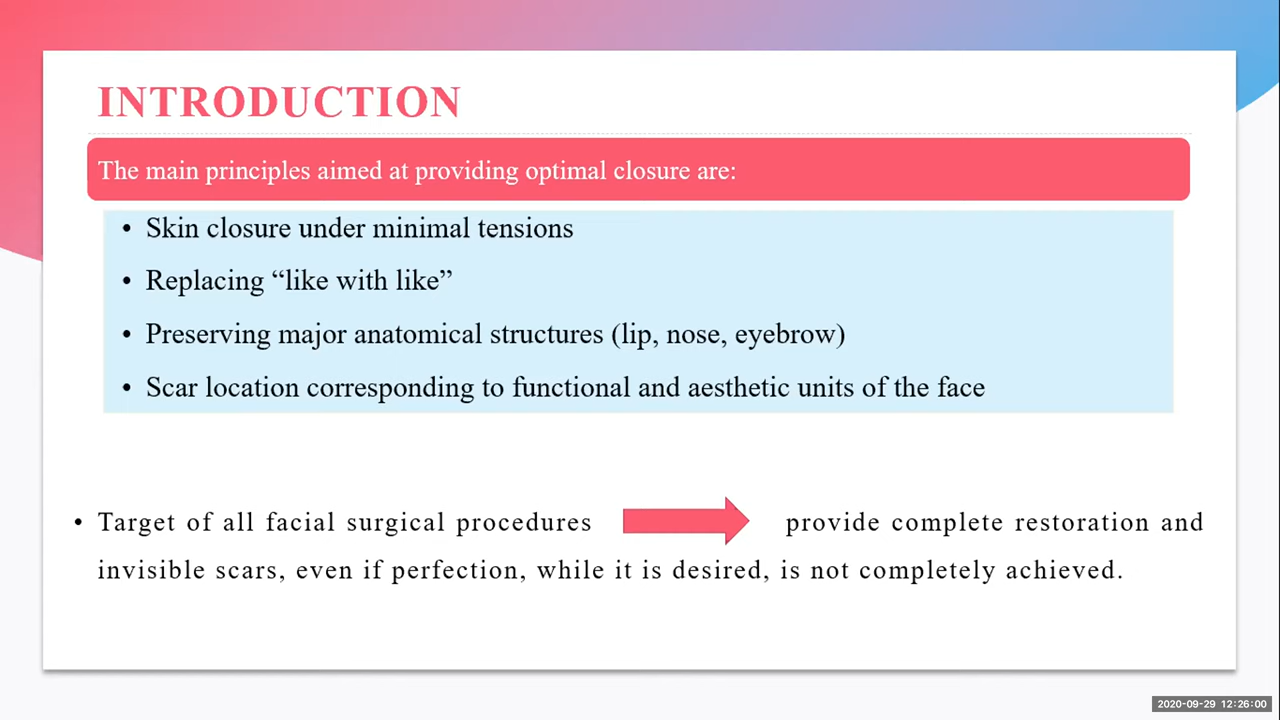 INTRODUCTION
The main principles aimed at providing optimal closure are:
• Skin closure under minimal tensions
• Replacing “like with like”
• Preserving major anatomical structures (lip, nose, eyebrow)
• Scar location corresponding to functional and aesthetic units of the face
• Target of all facial surgical procedures provide complete restoration and
invisible scars, even if perfection, while it is desired, is not completely achieved.
2020-09-29 12:26:00